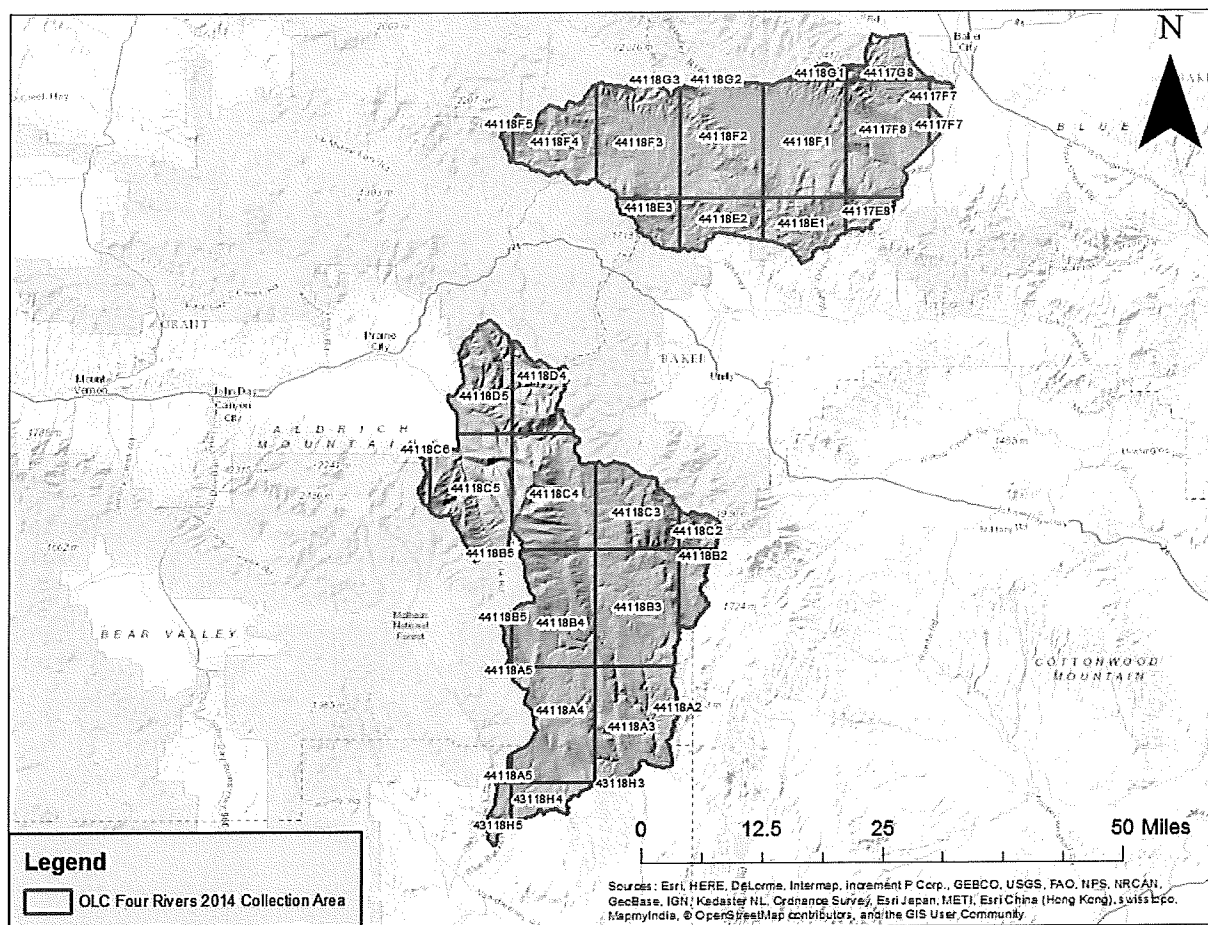 N
Baker
City
44118G3
44118G2
44118G1
44117G8
44117F7
44118F5
44118F4
44118F3
44118F2
44118F1
44117F8
44117F7
BLUE
44118E3
44118E2
44118E1
44117E8
GRANT
Prairie
City
BAKER
Unity
Mount
Vernon
John Day
Canyon
City
ALDRICH
MOUNTAINS
44118D5
44118D4
44118C6
44118C5
44118C4
44118C3
44118C2
44118B5
44118B2
44118B5
44118B4
44118B3
1662 m
1724 m
Malheur
National
Forest
BEAR VALLEY
COTTONWOOD
MOUNTAIN
44118A5
44118A4
44118A3
44118A2
44118A5
43118H4
43118H3
43118H5
0 12.5 25 50 Miles
Legend
OLC Four Rivers 2014 Collection Area
Sources: Esri, HERE, DeLorme, Intermap, increment P Corp., GEBCO, USGS, FAO, NPS, NRCAN,
GeoBase, IGN, Kadaster NL, Ordnance Survey, Esri Japan, METI, Esri China (Hong Kong), swisstopo,
MapmyIndia, © OpenStreetMap contributors, and the GIS User Community